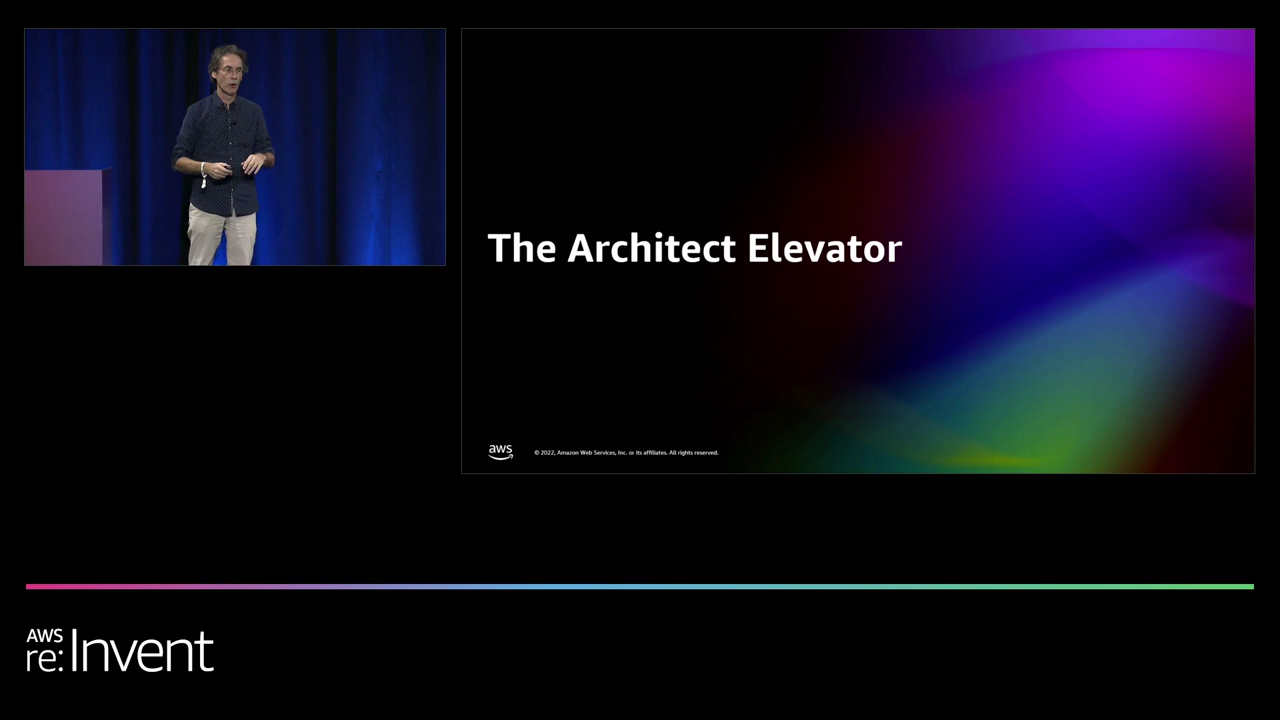 The Architect Elevator
aws
© 2022, Amazon Web Services, Inc. or its affiliates. All rights reserved.
AWS
re:Invent